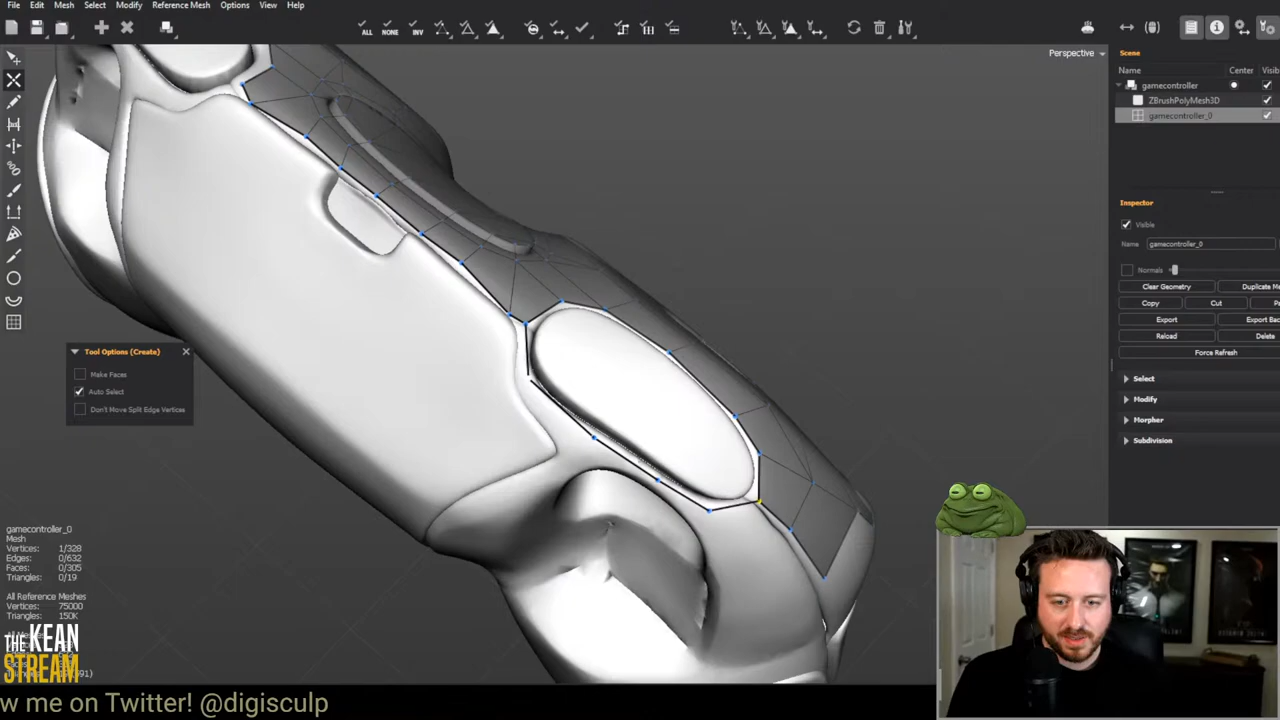 File Edit Mesh Select Modify Reference Mesh Options View Help
ALL NONE INV
Perspective
Scene
Name Center Visib
gamecontroller
ZBrushPolyMesh3D
gamecontroller_0
Inspector
Visible
Name gamecontroller_0
Normals
Clear Geometry Duplicate Me
Copy Cut
Export Export Bac
Reload Delete
Force Refresh
Select
Modify
Morpher
Subdivision
Tool Options (Create)
Make Faces
Auto Select
Don't Move Split Edge Vertices
gamecontroller_0
Mesh
Vertices: 1/328
Edges: 0/632
Faces: 0/305
Triangles: 0/19
All Reference Meshes
Vertices: 75000
Triangles: 150K
THE KEAN
STREAM
w me on Twitter! @digisculp